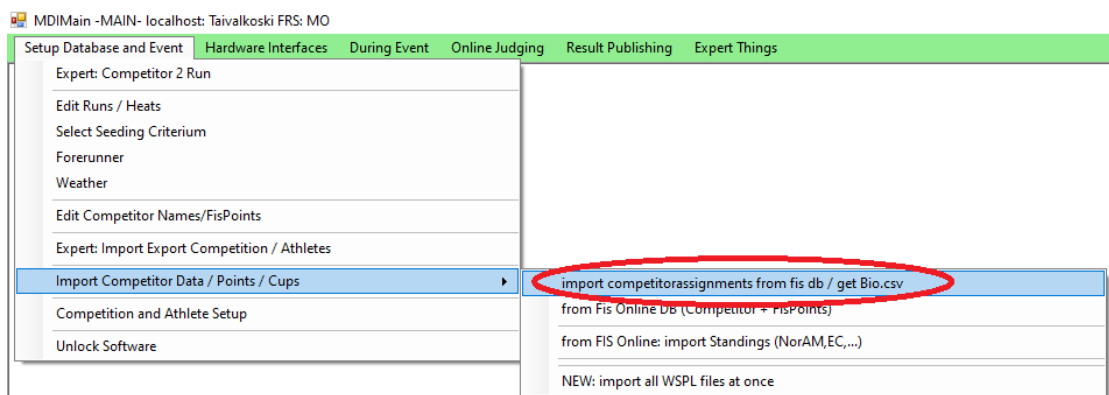 MDIMain -MAIN- localhost: Taivalkoski FRS: MO
Setup Database and Event Hardware Interfaces During Event Online Judging Result Publishing Expert Things
Expert: Competitor 2 Run
Edit Runs / Heats
Select Seeding Criterium
Forerunner
Weather
Edit Competitor Names/FisPoints
Expert: Import Export Competition / Athletes
Import Competitor Data / Points / Cups
Competition and Athlete Setup
Unlock Software
import competitorassignments from fis db / get Bio.csv
from Fis Online DB (Competitor + FisPoints)
from FIS Online: import Standings (NorAM,EC,...)
NEW: import all WSPL files at once